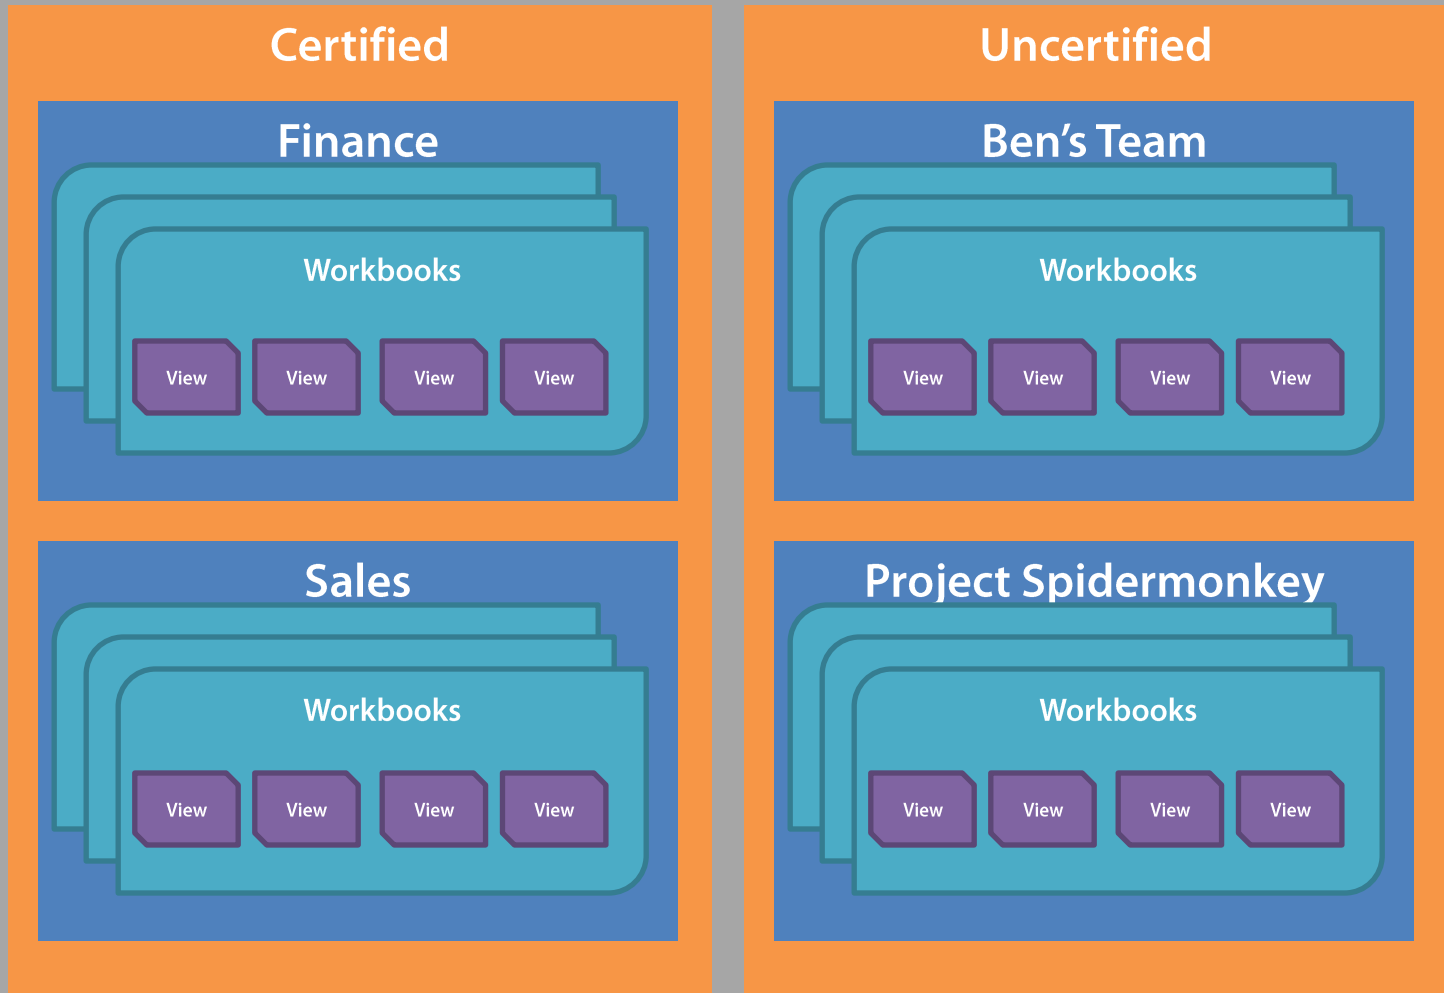 Certified
Finance
Workbooks
View View View View
Sales
Workbooks
View View View View
Uncertified
Ben’s Team
Workbooks
View View View View
Project Spidermonkey
Workbooks
View View View View